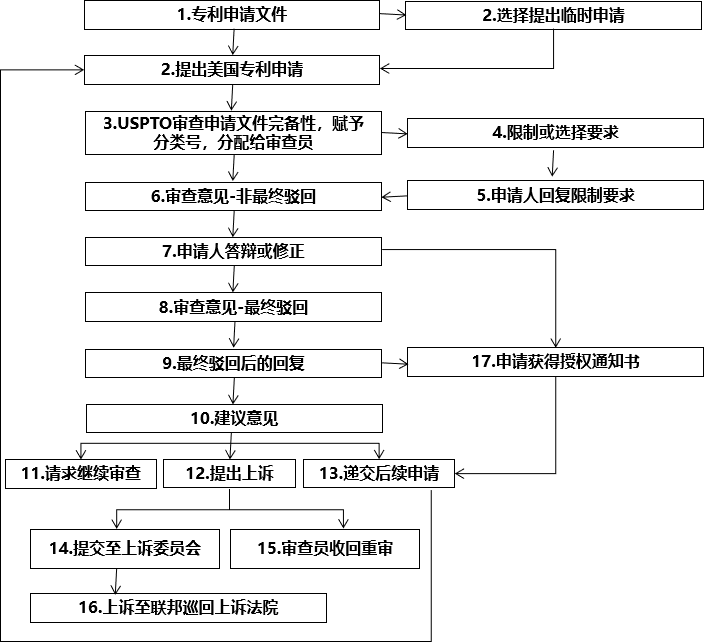 1.专利申请文件
2.选择提出临时申请
2.提出美国专利申请
3.USPTO审查申请文件完备性，赋予
分类号，分配给审查员
4.限制或选择要求
6.审查意见-非最终驳回
5.申请人回复限制要求
7.申请人答辩或修正
8.审查意见-最终驳回
9.最终驳回后的回复
17.申请获得授权通知书
10.建议意见
11.请求继续审查
12.提出上诉
13.递交后续申请
14.提交至上诉委员会
15.审查员收回重审
16.上诉至联邦巡回上诉法院